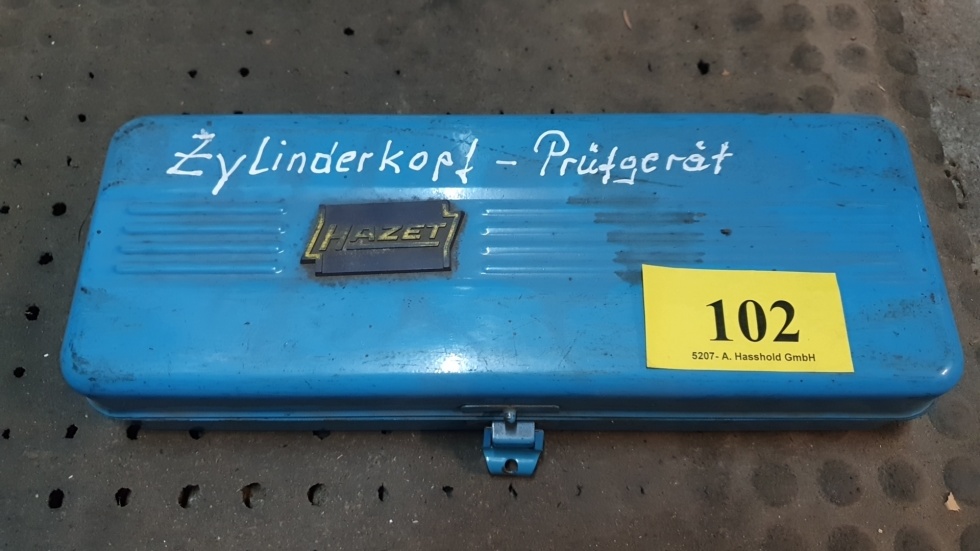 Zylinderkopf - Prüfgerät
HAZET
102
5207- A. Hasshold GmbH